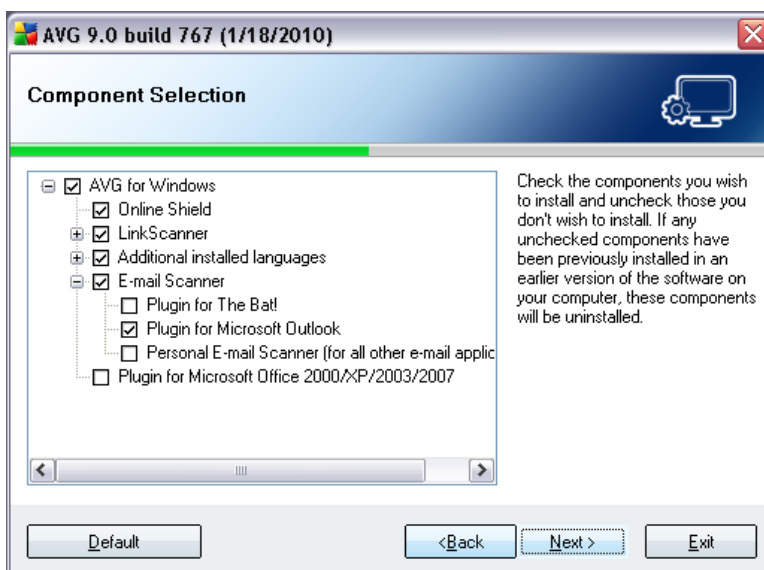 AVG 9.0 build 767 (1/18/2010)
Component Selection
AVG for Windows
Online Shield
LinkScanner
Additional installed languages
E-mail Scanner
Plugin for The Bat!
Plugin for Microsoft Outlook
Personal E-mail Scanner (for all other e-mail applic
Plugin for Microsoft Office 2000/XP/2003/2007
Check the components you wish
to install and uncheck those you
don't wish to install. If any
unchecked components have
been previously installed in an
earlier version of the software on
your computer, these components
will be uninstalled.
Default
<Back
Next >
Exit